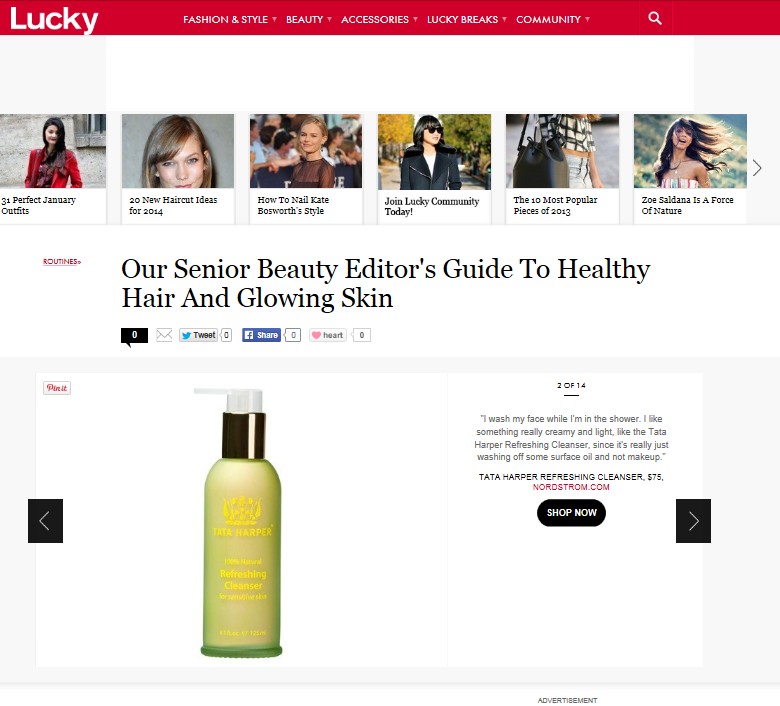 Lucky
FASHION & STYLE
BEAUTY
ACCESSORIES
LUCKY BREAKS
COMMUNITY
31 Perfect January
Outfits
20 New Haircut Ideas
for 2014
How To Nail Kate
Bosworth's Style
Join Lucky Community
Today!
The 10 Most Popular
Pieces of 2013
Zoe Saldana Is A Force
Of Nature
ROUTINES»
Our Senior Beauty Editor's Guide To Healthy
Hair And Glowing Skin
0
Tweet 0
Share 0
heart 0
Pin it
TATA HARPER
100% Natural
Refreshing
Cleanser
for sensitive skin
2 OF 14
"I wash my face while I'm in the shower. I like
something really creamy and light, like the Tata
Harper Refreshing Cleanser, since it's really just
washing off some surface oil and not makeup."
TATA HARPER REFRESHING CLEANSER, $75,
NORDSTROM.COM
SHOP NOW
ADVERTISEMENT